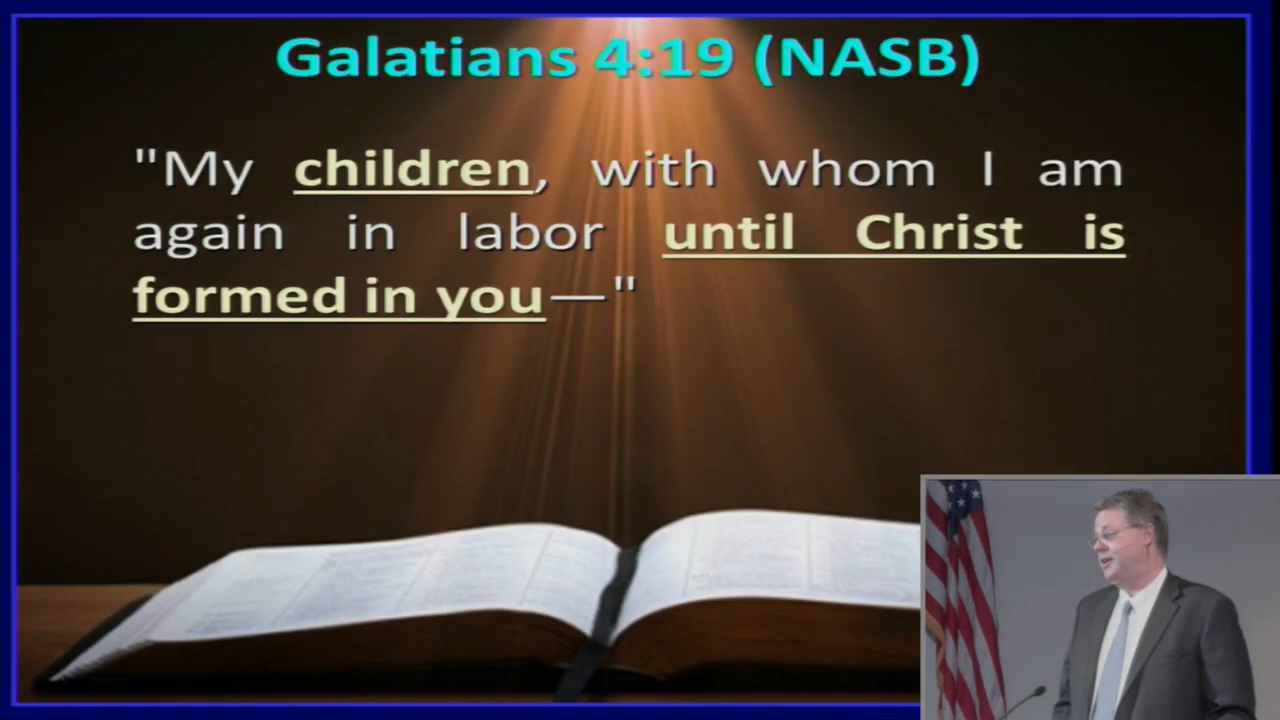 Galatians 4:19 (NASB)
"My children, with whom I am
again in labor until Christ is
formed in you—"